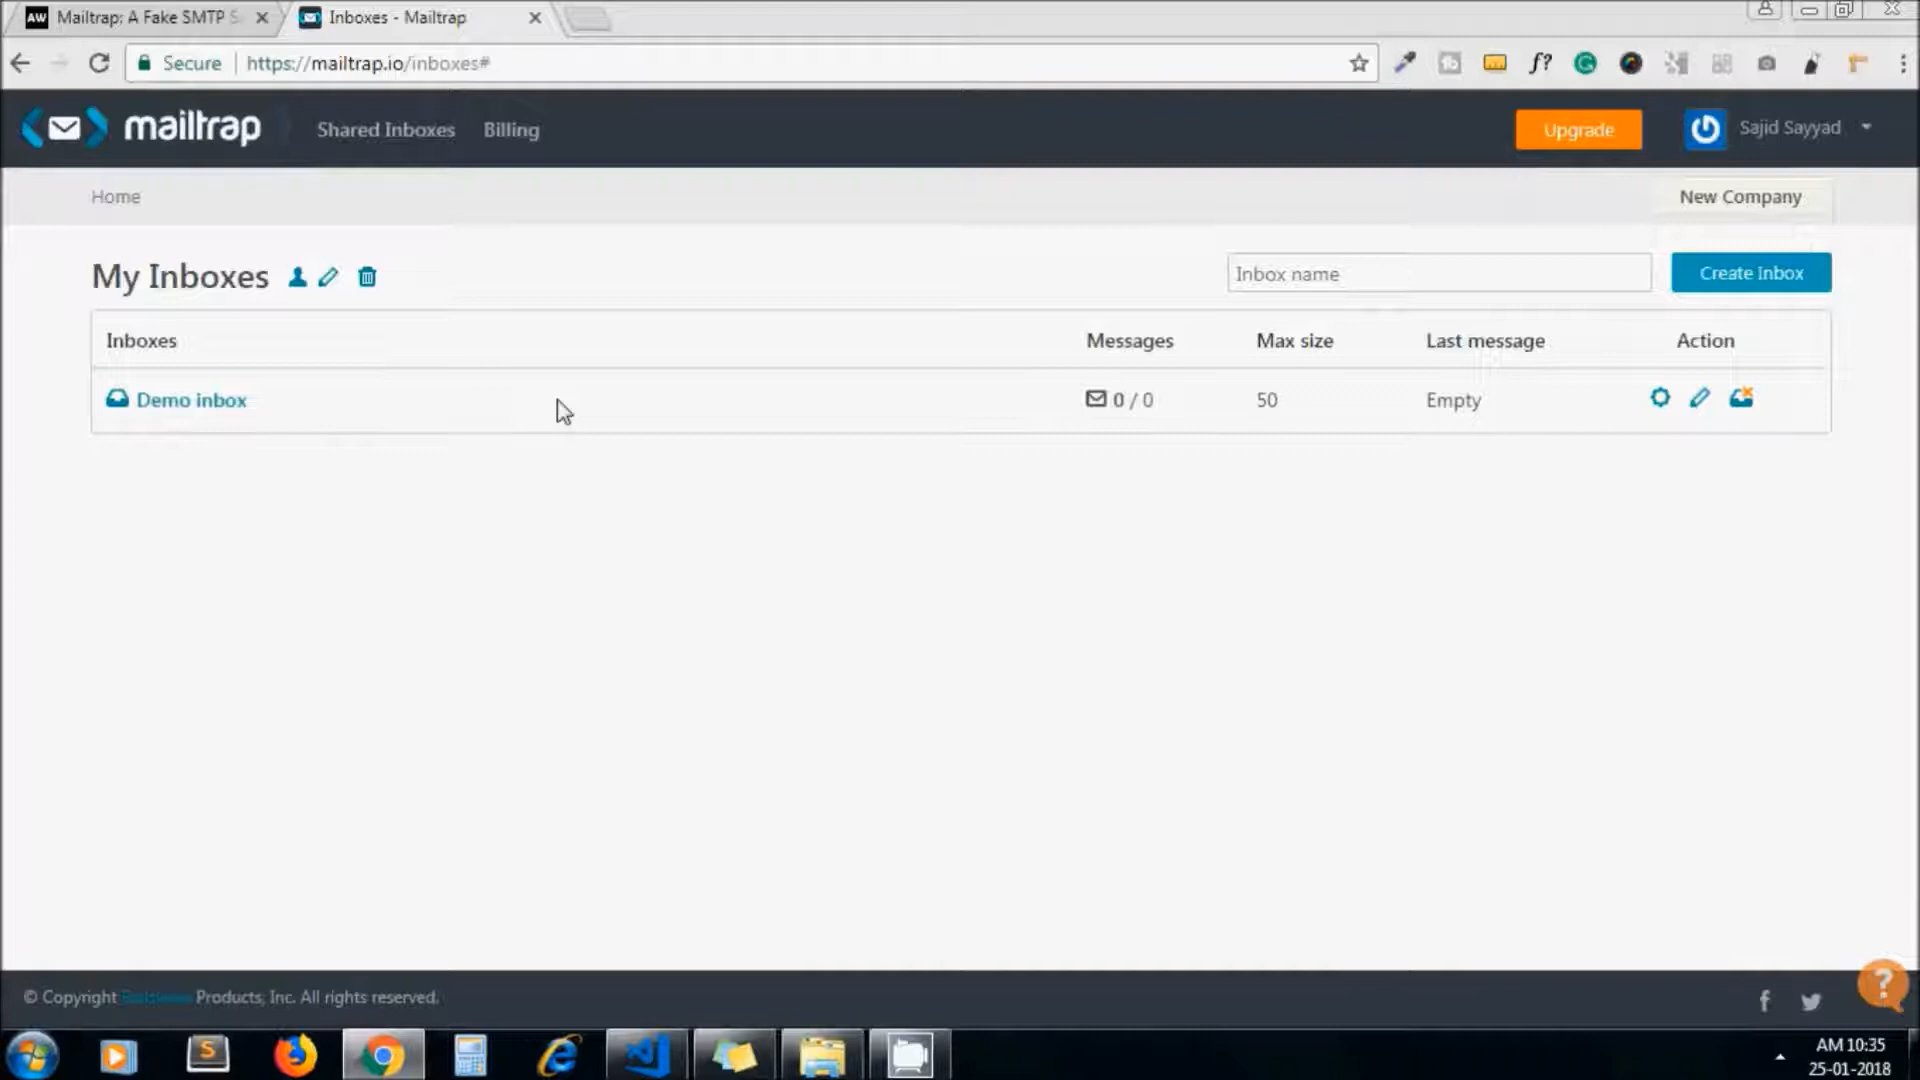 AW Mailtrap: A Fake SMTP S
Inboxes - Mailtrap
Secure https://mailtrap.io/inboxes#
f?
mailtrap
Shared Inboxes
Billing
Upgrade
Sajid Sayyad
Home
New Company
My Inboxes
Inbox name
Create Inbox
Inboxes Messages Max size Last message Action
Demo inbox 0 / 0 50 Empty
© Copyright Products, Inc. All rights reserved.
?
AM 10:35
25-01-2018